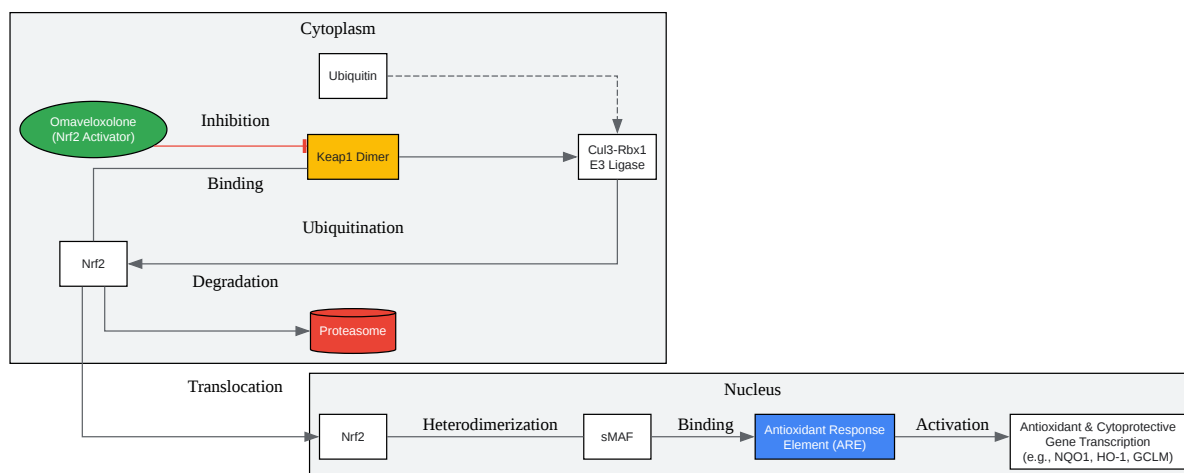 Cytoplasm
Ubiquitin
Omaveloxolone
(Nrf2 Activator)
Inhibition
Keap1 Dimer
Cul3-Rbx1
E3 Ligase
Binding
Ubiquitination
Nrf2
Degradation
Proteasome
Translocation
Nucleus
Nrf2
Heterodimerization
sMAF
Binding
Antioxidant Response
Element (ARE)
Activation
Antioxidant & Cytoprotective
Gene Transcription
(e.g., NQO1, HO-1, GCLM)